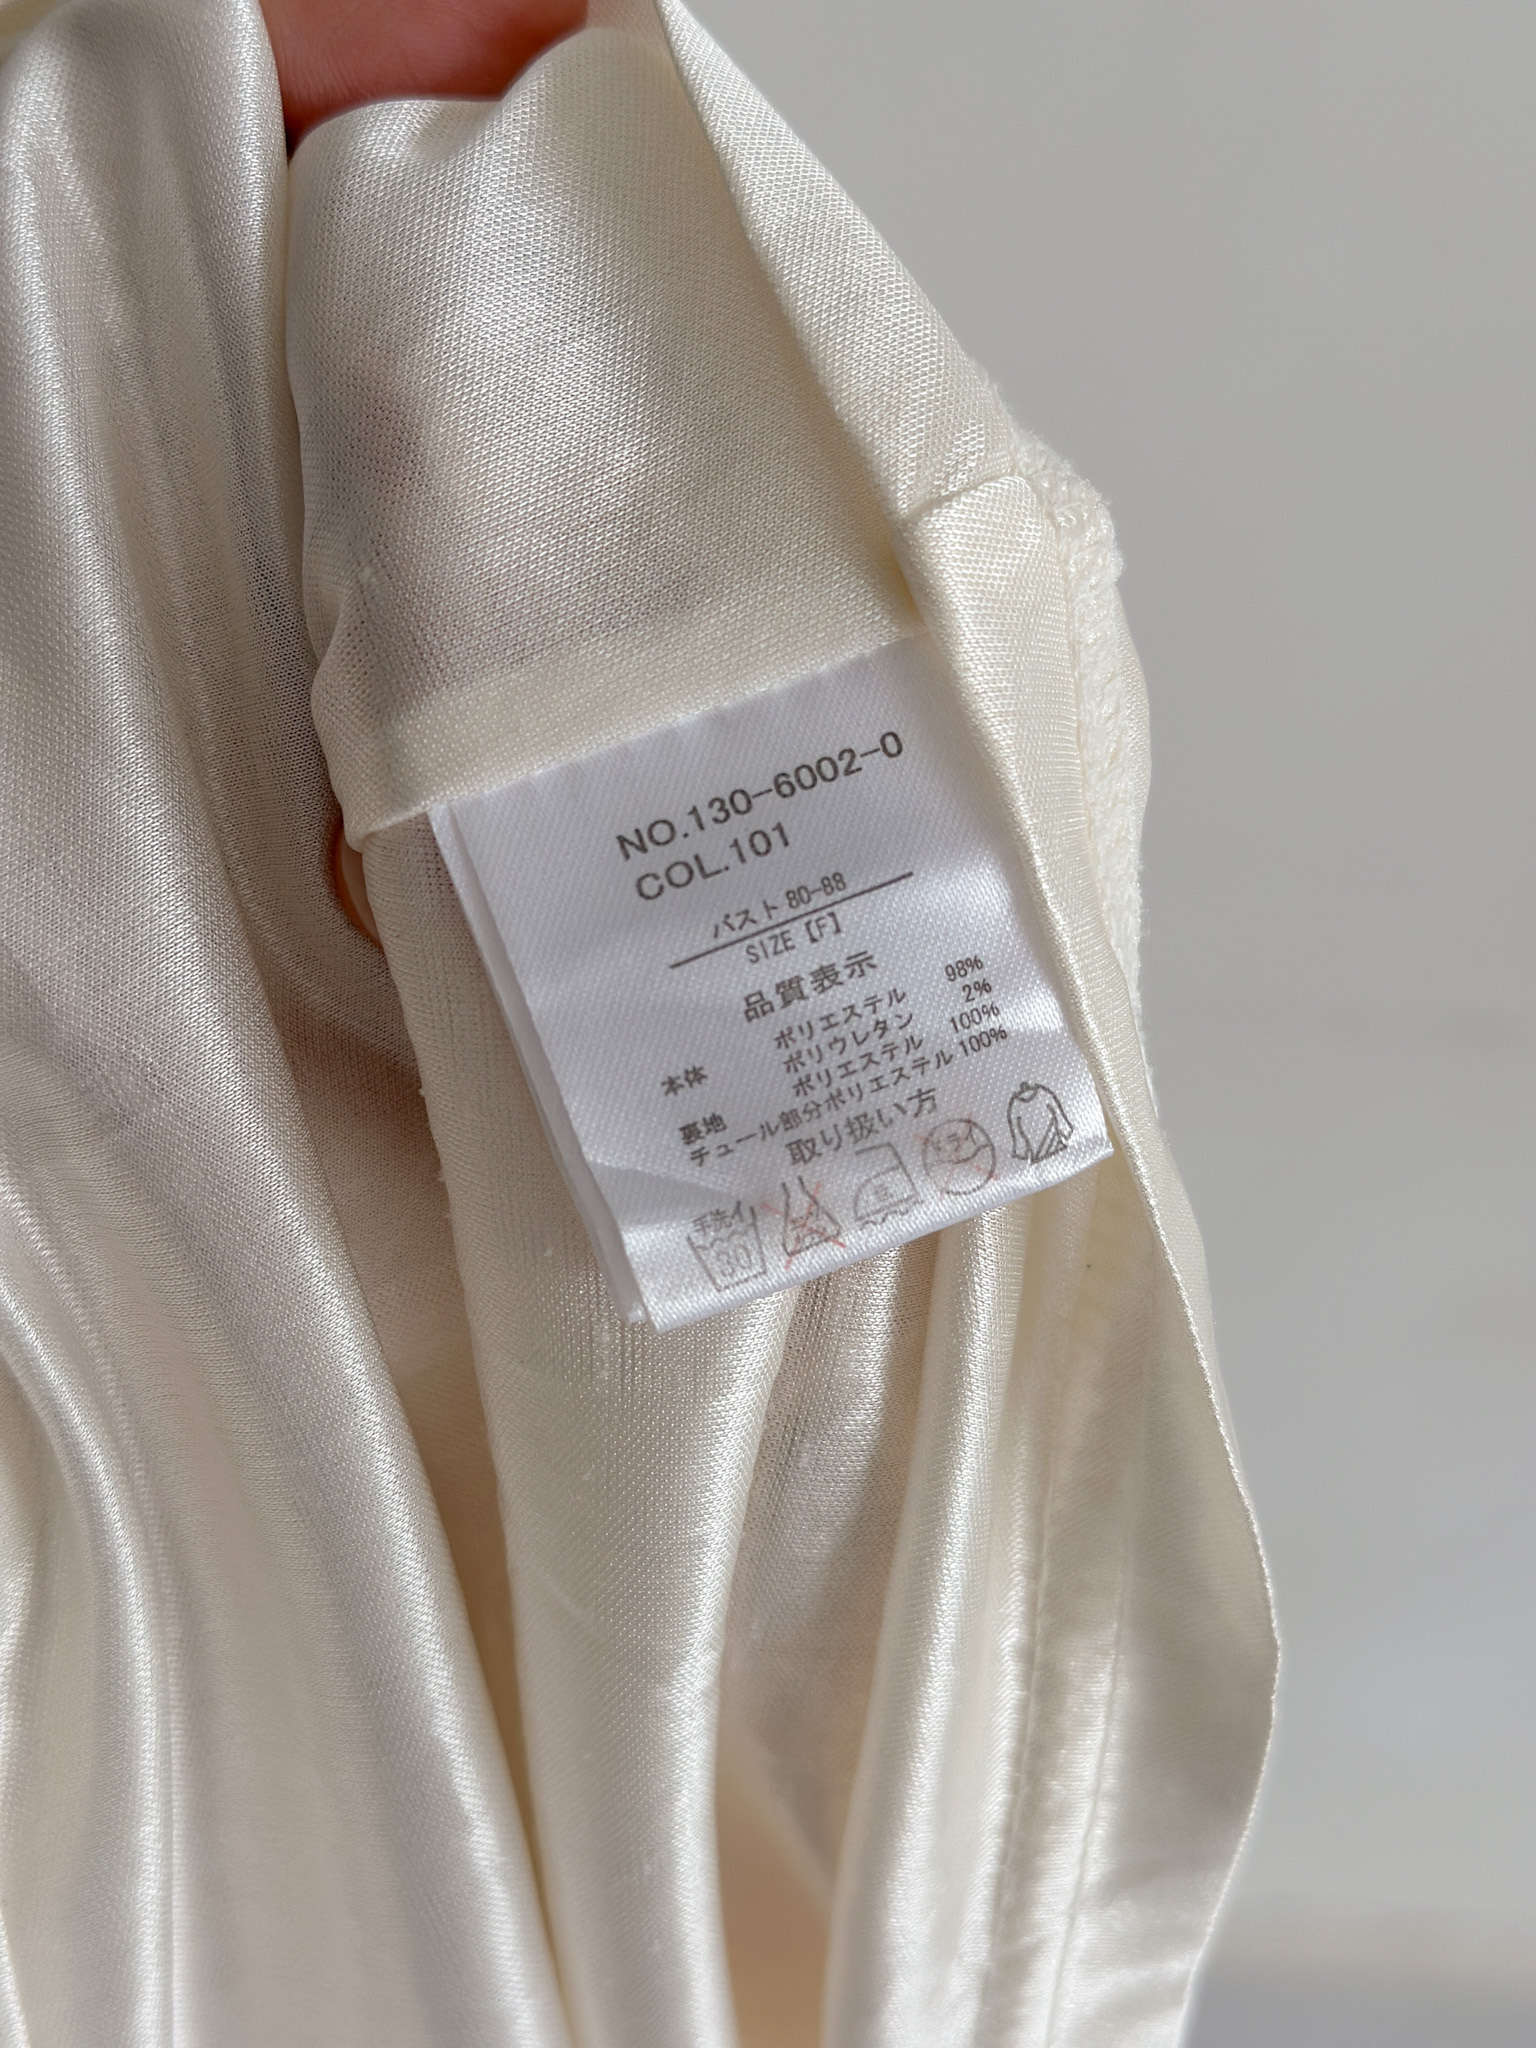 NO.130-6002-0
COL.101
バスト 80-88
SIZE【F】
品質表示
本体 ポリエステル 98%
ポリウレタン 2%
裏地 ポリエステル 100%
チュール部分ポリエステル 100%
取り扱い方
手洗イ 30 ドライ